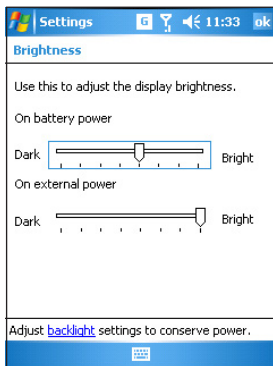 Settings G 11:33 ok
Brightness
Use this to adjust the display brightness.
On battery power
Dark Bright
On external power
Dark Bright
Adjust backlight settings to conserve power.